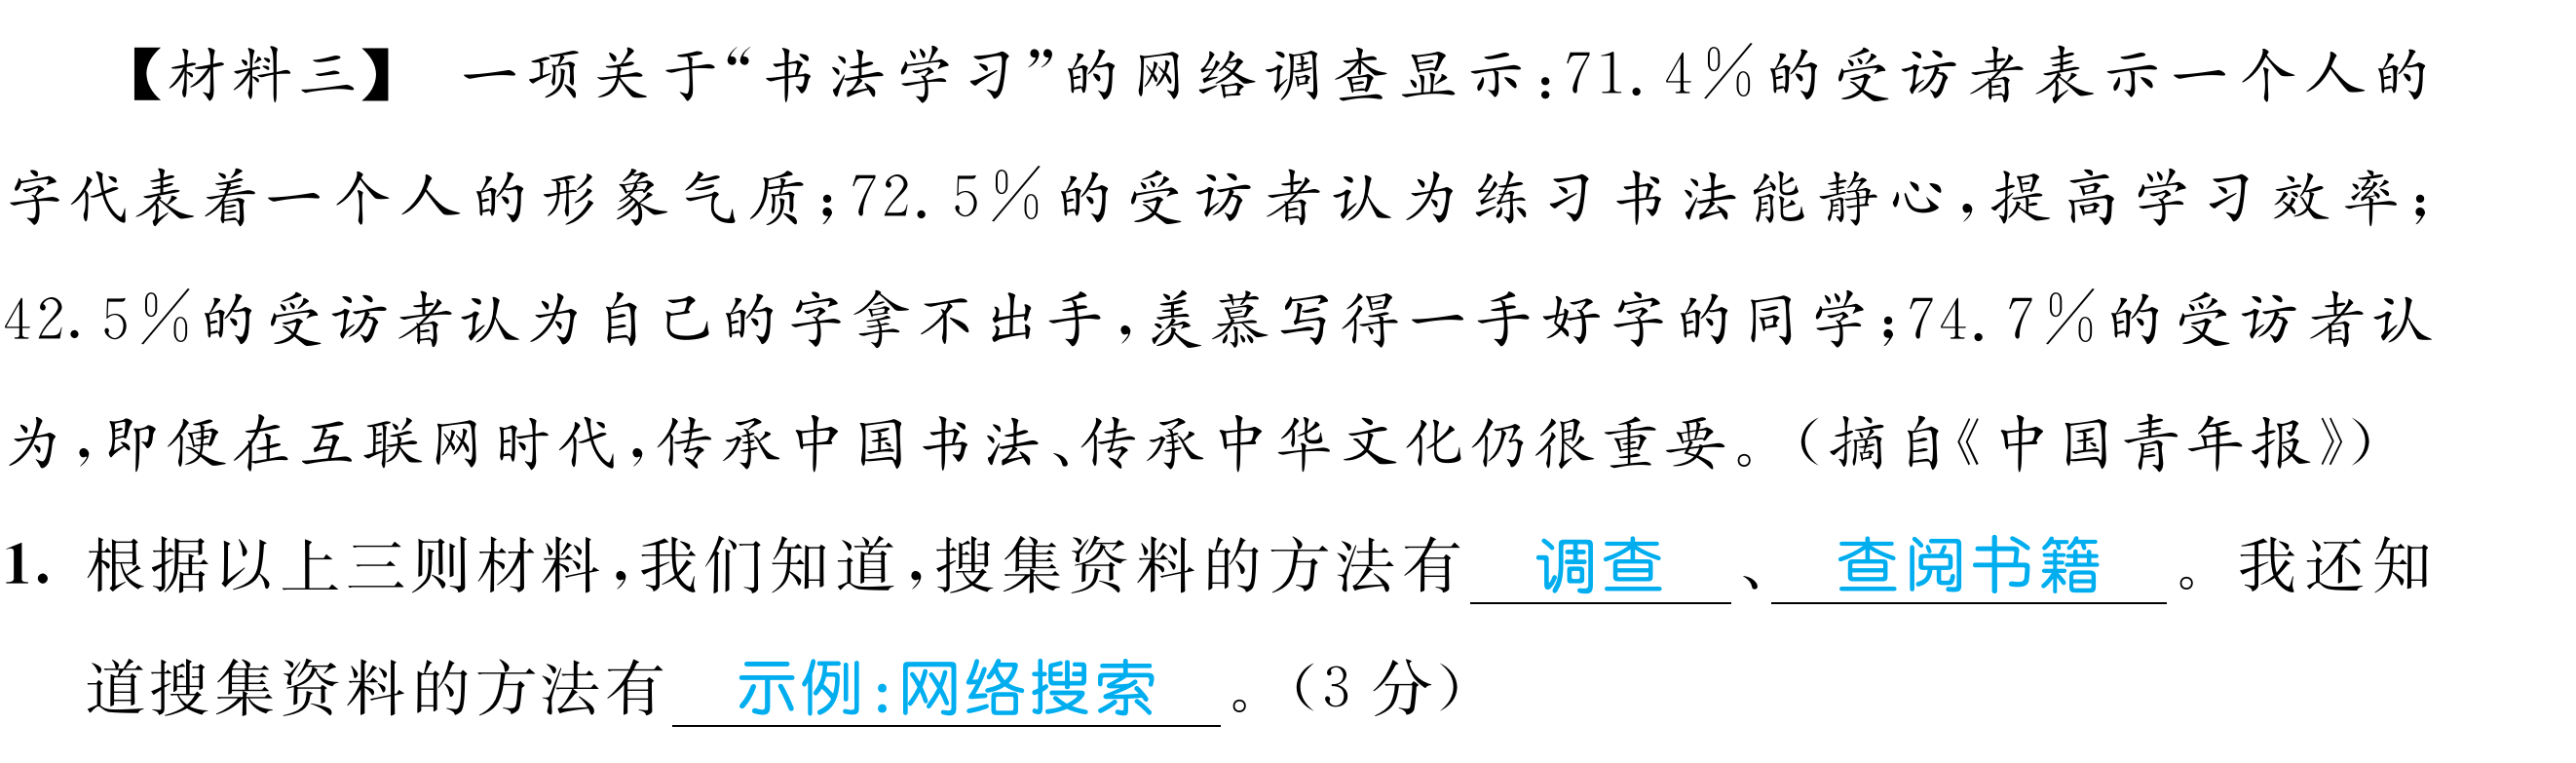 【材料三】 一项关于“书法学习”的网络调查显示:71.4%的受访者表示一个人的
字代表着一个人的形象气质;72.5%的受访者认为练习书法能静心,提高学习效率;
42.5%的受访者认为自己的字拿不出手,羡慕写得一手好字的同学;74.7%的受访者认
为,即便在互联网时代,传承中国书法、传承中华文化仍很重要。(摘自《中国青年报》)
1. 根据以上三则材料,我们知道,搜集资料的方法有 调查 、 查阅书籍 。我还知
道搜集资料的方法有 示例:网络搜索 。(3 分)